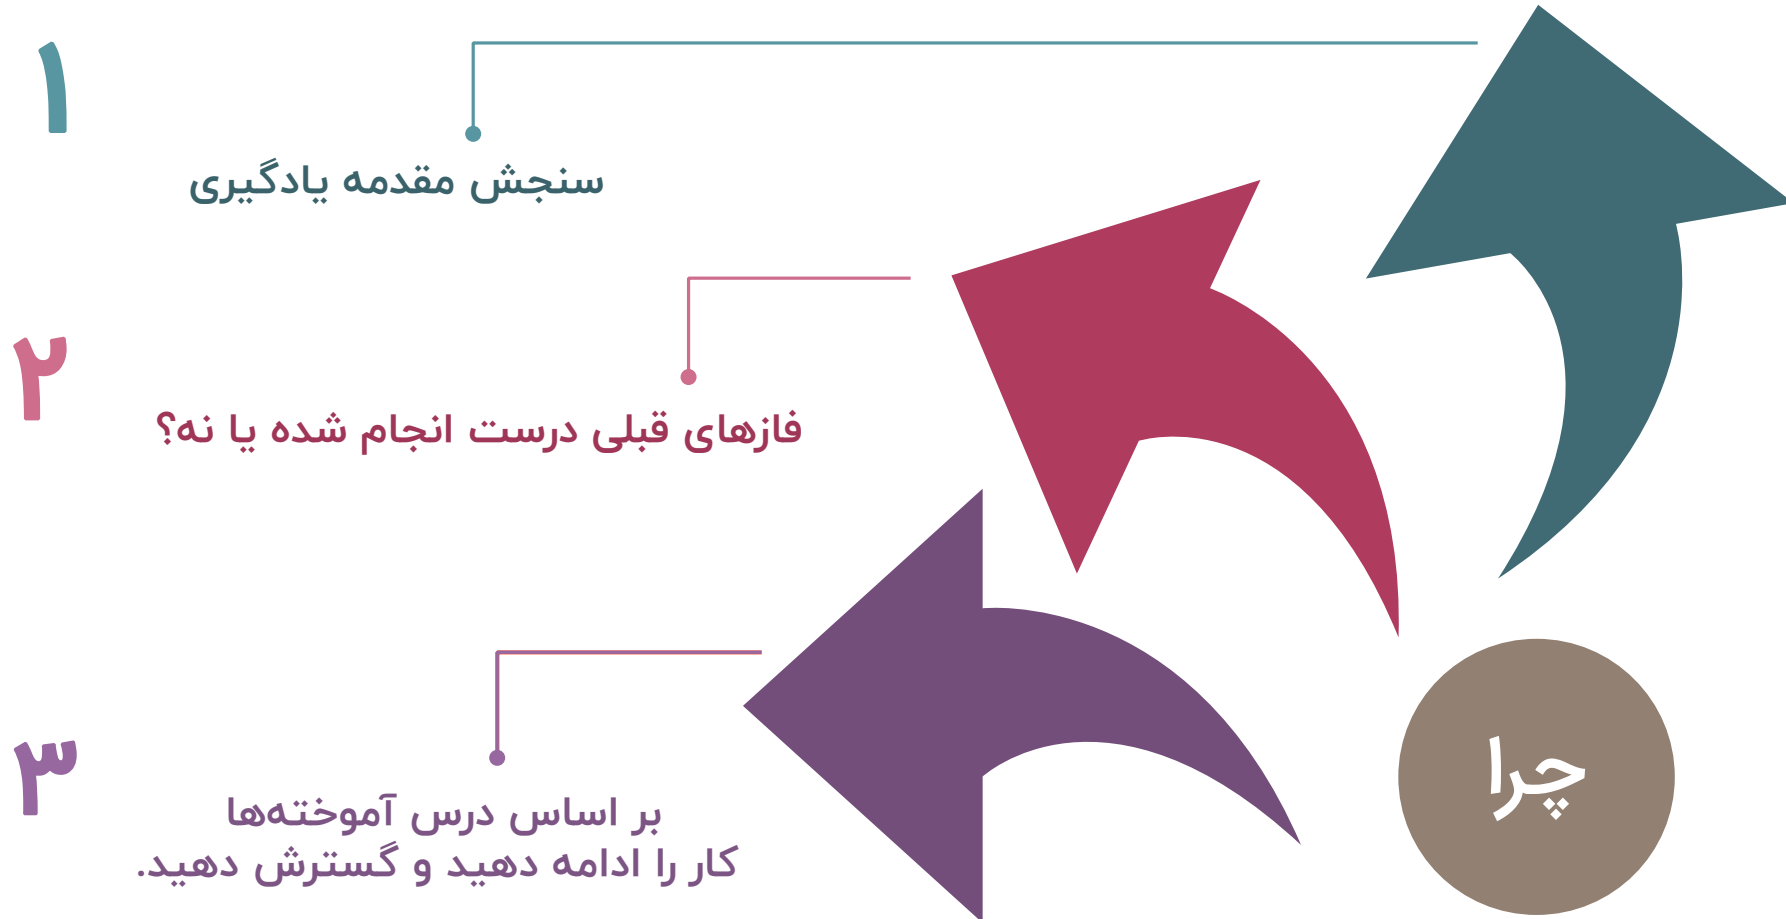 ۱
سنجش مقدمه یادگیری
۲
فازهای قبلی درست انجام شده یا نه؟
۳
بر اساس درس آموخته‌ها
کار را ادامه دهید و گسترش دهید.
چرا